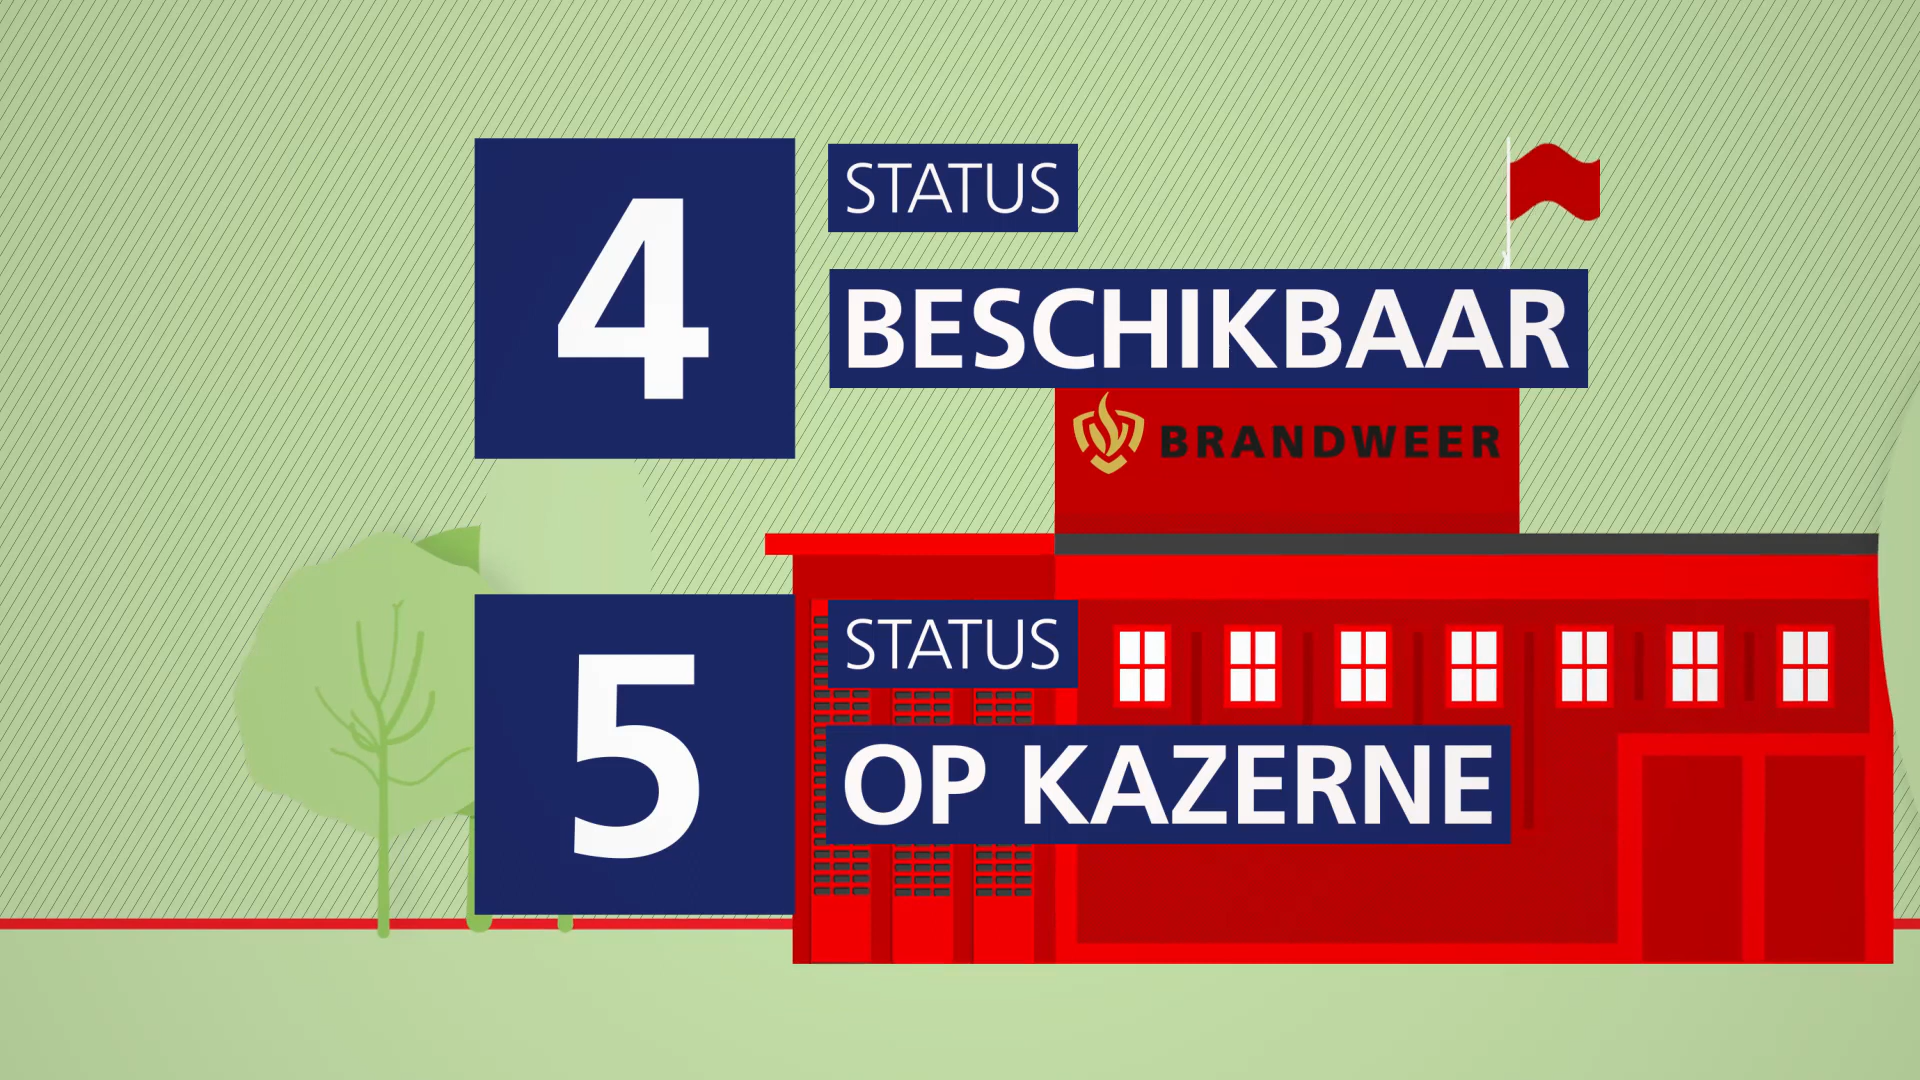 4
STATUS
BESCHIKBAAR
BRANDWEER
5
STATUS
OP KAZERNE